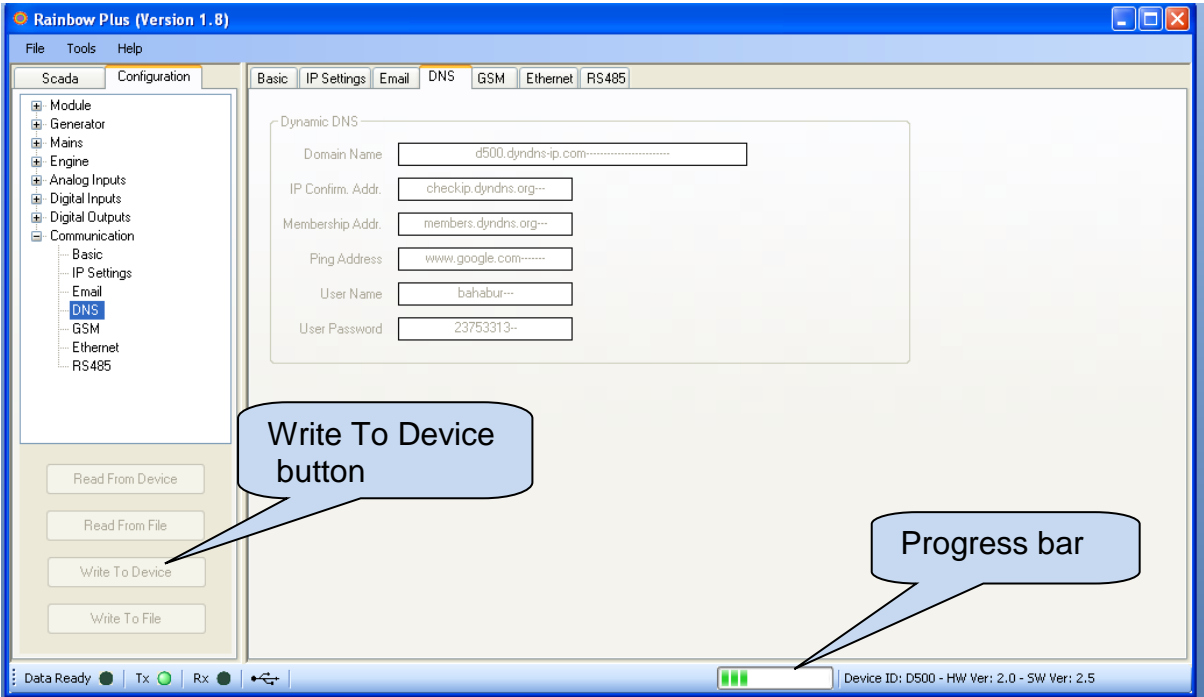 Rainbow Plus (Version 1.8)
File Tools Help
Scada Configuration
Module
Generator
Mains
Engine
Analog Inputs
Digital Inputs
Digital Outputs
Communication
Basic
IP Settings
Email
DNS
GSM
Ethernet
RS485
Read From Device
Read From File
Write To Device
Write To File
Basic IP Settings Email DNS GSM Ethernet RS485
Dynamic DNS
Domain Name d500.dyndns-ip.com-----------------------
IP Confirm. Addr. checkip.dyndns.org---
Membership Addr. members.dyndns.org---
Ping Address www.google.com-------
User Name bahabur---
User Password 23753313--
Write To Device
button
Progress bar
Data Ready Tx Rx Device ID: D500 - HW Ver: 2.0 - SW Ver: 2.5